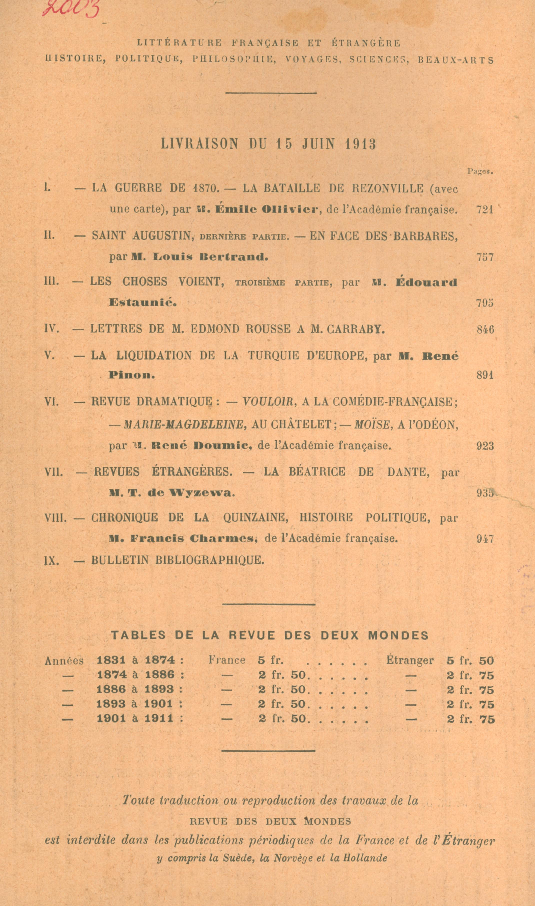 2003
LITTÉRATURE FRANÇAISE ET ÉTRANGÈRE
HISTOIRE, POLITIQUE, PHILOSOPHIE, VOYAGES, SCIENCES, BEAUX-ARTS
LIVRAISON DU 15 JUIN 1913
Pages.
I. — LA GUERRE DE 1870. — LA BATAILLE DE REZONVILLE (avec
une carte), par M. Émile Ollivier, de l'Académie française. 721
II. — SAINT AUGUSTIN, DERNIÈRE PARTIE. — EN FACE DES BARBARES,
par M. Louis Bertrand. 757
III. — LES CHOSES VOIENT, TROISIÈME PARTIE, par M. Édouard
Estaunié. 795
IV. — LETTRES DE M. EDMOND ROUSSE A M. CARRABY. 846
V. — LA LIQUIDATION DE LA TURQUIE D'EUROPE, par M. René
Pinon. 891
VI. — REVUE DRAMATIQUE : — VOULOIR, A LA COMÉDIE-FRANÇAISE;
— MARIE-MAGDELEINE, AU CHÂTELET; — MOÏSE, A l'ODÉON,
par M. René Doumic, de l'Académie française. 923
VII. — REVUES ÉTRANGÈRES. — LA BÉATRICE DE DANTE, par
M. T. de Wyzewa. 935
VIII. — CHRONIQUE DE LA QUINZAINE, HISTOIRE POLITIQUE, par
M. Francis Charmes, de l'Académie française. 947
IX. — BULLETIN BIBLIOGRAPHIQUE.
TABLES DE LA REVUE DES DEUX MONDES
Années 1831 à 1874 : France 5 fr. . . . . . . Étranger 5 fr. 50
— 1874 à 1886 : — 2 fr. 50. . . . . . — 2 fr. 75
— 1886 à 1893 : — 2 fr. 50. . . . . . — 2 fr. 75
— 1893 à 1901 : — 2 fr. 50. . . . . . — 2 fr. 75
— 1901 à 1911 : — 2 fr. 50. . . . . . — 2 fr. 75
Toute traduction ou reproduction des travaux de la
REVUE DES DEUX MONDES
est interdite dans les publications périodiques de la France et de l'Étranger
y compris la Suède, la Norvège et la Hollande